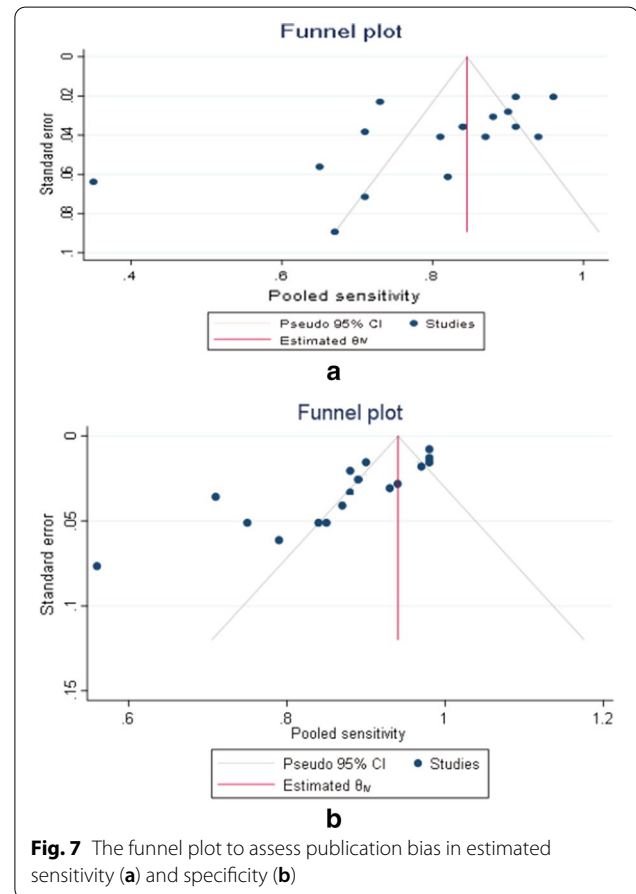 Funnel plot
0
.02
.04
.06
.08
.1
Standard error
.4
.6
.8
1
Pooled sensitivity
Pseudo 95% CI
Studies
Estimated θIV
a
Funnel plot
0
.05
.1
.15
Standard error
.6
.8
1
1.2
Pooled sensitivity
Pseudo 95% CI
Studies
Estimated θIV
b
Fig. 7 The funnel plot to assess publication bias in estimated
sensitivity (a) and specificity (b)